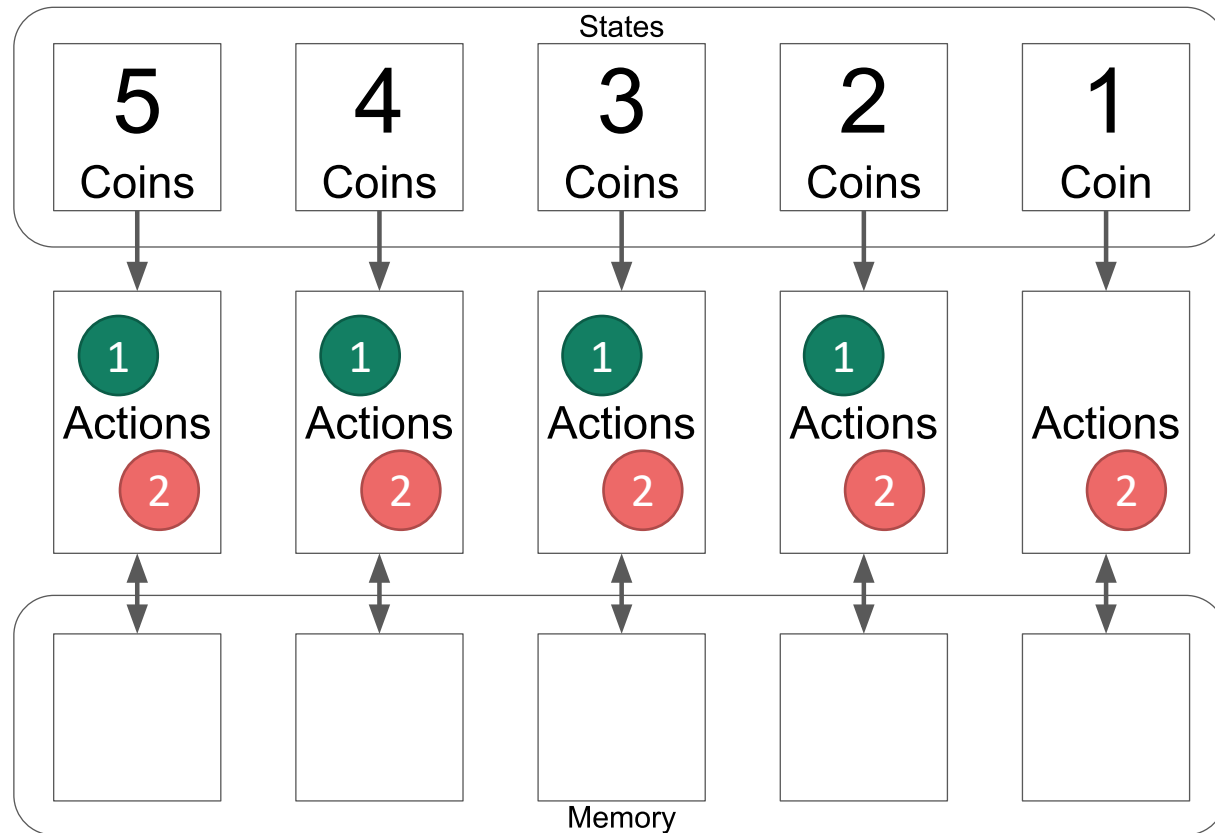 States
5 4 3 2 1
Coins Coins Coins Coins Coin
1 1 1 1
Actions Actions Actions Actions Actions
2 2 2 2 2
Memory